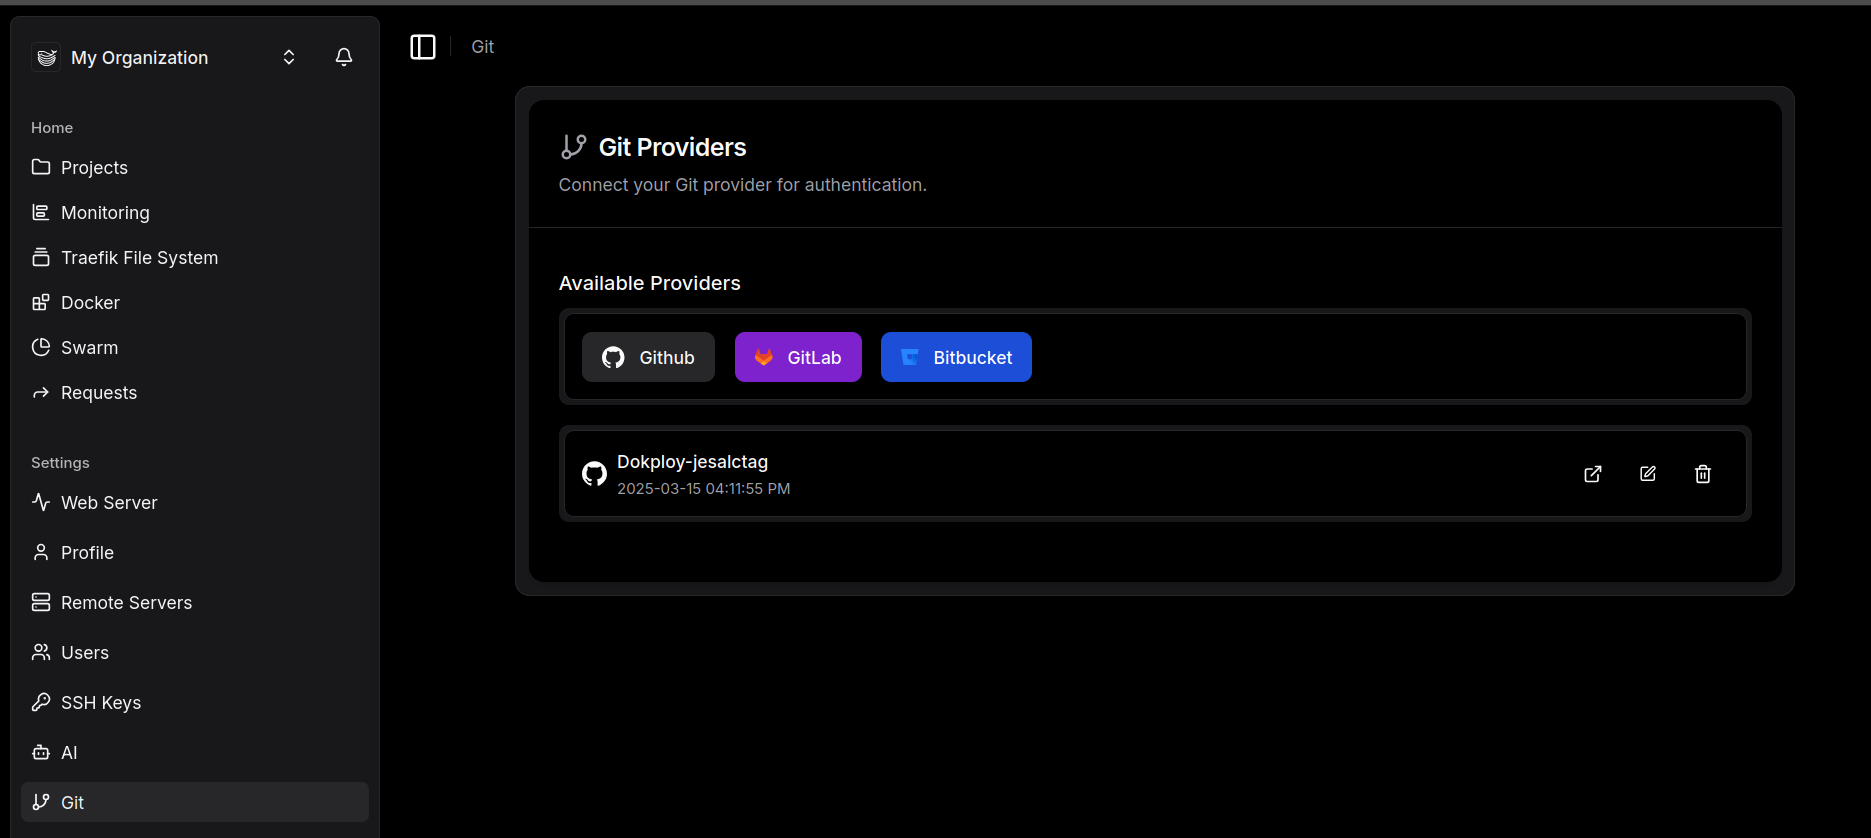 My Organization
Home
Projects
Monitoring
Traefik File System
Docker
Swarm
Requests
Settings
Web Server
Profile
Remote Servers
Users
SSH Keys
AI
Git
Git
Git Providers
Connect your Git provider for authentication.
Available Providers
Github GitLab Bitbucket
Dokploy-jesalctag
2025-03-15 04:11:55 PM